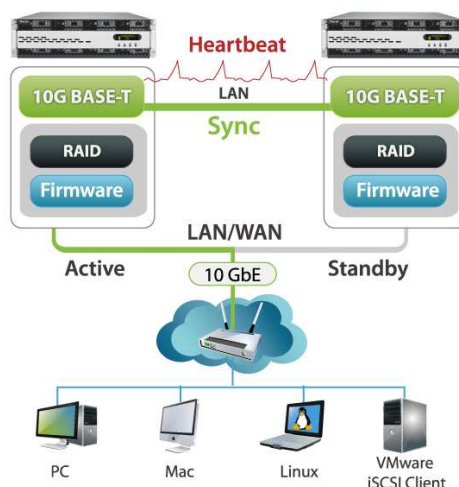 Heartbeat
10G BASE-T
LAN
10G BASE-T
Sync
RAID
RAID
Firmware
Firmware
LAN/WAN
Active
Standby
10 GbE
PC
Mac
Linux
VMware
iSCSI Client